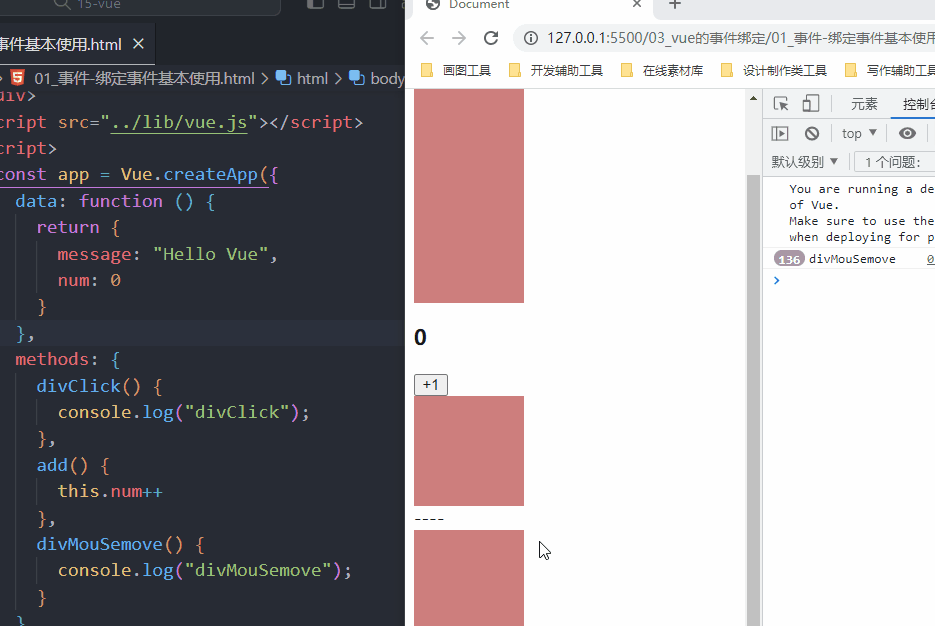 15-vue
事件基本使用.html
01_事件-绑定事件基本使用.html > html > body
div>
cript src="../lib/vue.js"></script>
cript>
const app = Vue.createApp({
data: function () {
return {
message: "Hello Vue",
num: 0
}
},
methods: {
divClick() {
console.log("divClick");
},
add() {
this.num++
},
divMouSemove() {
console.log("divMouSemove");
}
}
Document
127.0.0.1:5500/03_vue的事件绑定/01_事件-绑定事件基本使用
画图工具 开发辅助工具 在线素材库 设计制作类工具 写作辅助工具
0
+1
----
元素 控制台
top
默认级别 1 个问题:
You are running a de
of Vue.
Make sure to use the
when deploying for p
136 divMouSemove 0
>